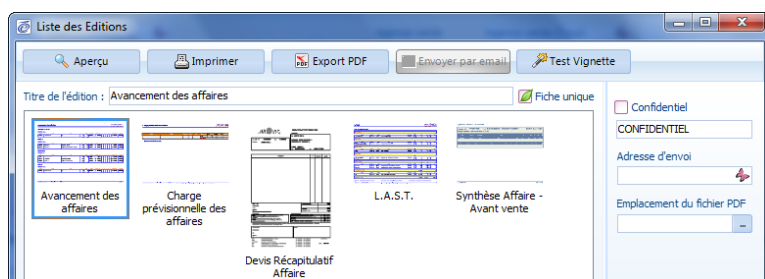 Liste des Editions
Aperçu
Imprimer
Export PDF
Envoyer par email
Test Vignette
Titre de l'édition : Avancement des affaires
Fiche unique
Confidentiel
CONFIDENTIEL
Adresse d'envoi
Emplacement du fichier PDF
Avancement des
affaires
Charge
prévisionnelle des
affaires
Devis Récapitulatif
Affaire
L.A.S.T.
Synthèse Affaire -
Avant vente